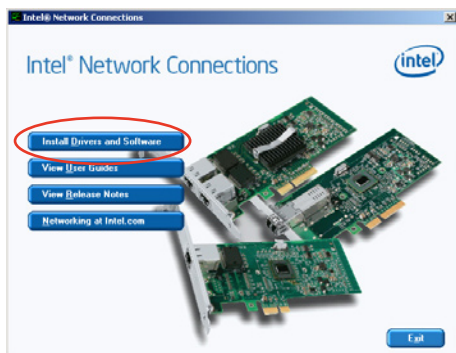 Intel® Network Connections
Intel® Network Connections
intel
Install Drivers and Software
View User Guides
View Release Notes
Networking at Intel.com
Exit